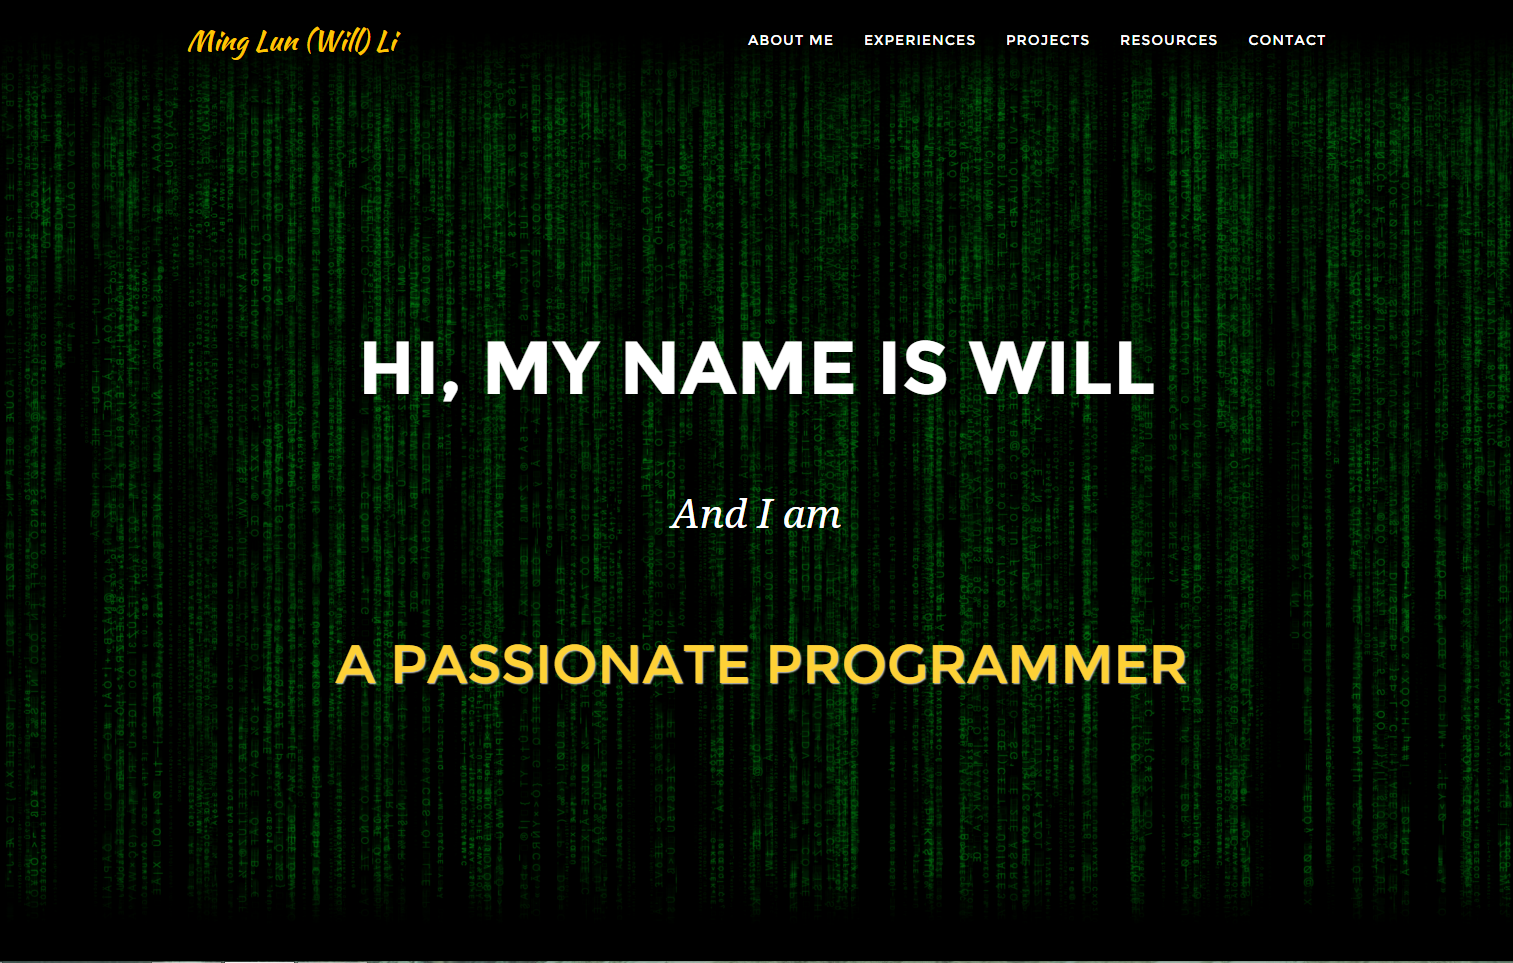 Ming Lun (Will) Li
ABOUT ME EXPERIENCES PROJECTS RESOURCES CONTACT
HI, MY NAME IS WILL
And I am
A PASSIONATE PROGRAMMER